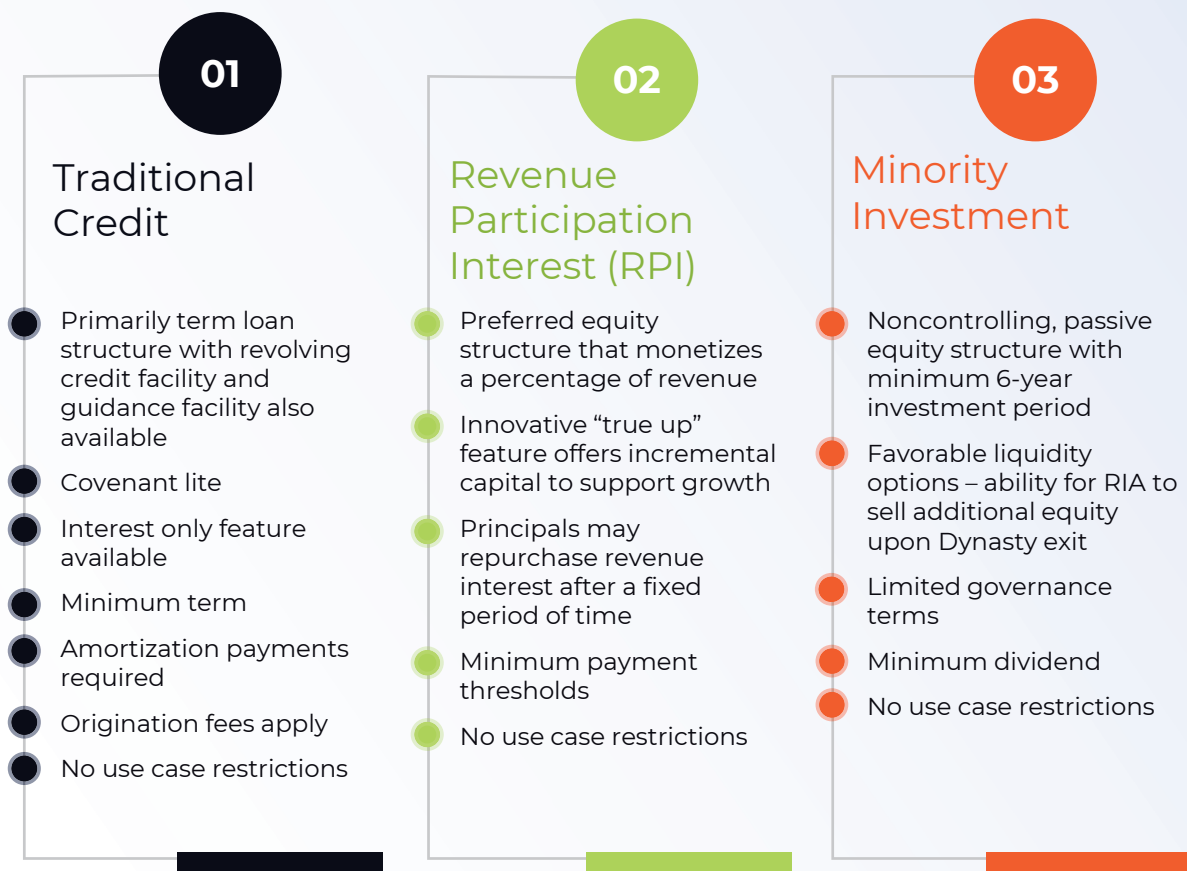 01
Traditional
Credit
Primarily term loan
structure with revolving
credit facility and
guidance facility also
available
Covenant lite
Interest only feature
available
Minimum term
Amortization payments
required
Origination fees apply
No use case restrictions
02
Revenue
Participation
Interest (RPI)
Preferred equity
structure that monetizes
a percentage of revenue
Innovative “true up”
feature offers incremental
capital to support growth
Principals may
repurchase revenue
interest after a fixed
period of time
Minimum payment
thresholds
No use case restrictions
03
Minority
Investment
Noncontrolling, passive
equity structure with
minimum 6-year
investment period
Favorable liquidity
options – ability for RIA to
sell additional equity
upon Dynasty exit
Limited governance
terms
Minimum dividend
No use case restrictions